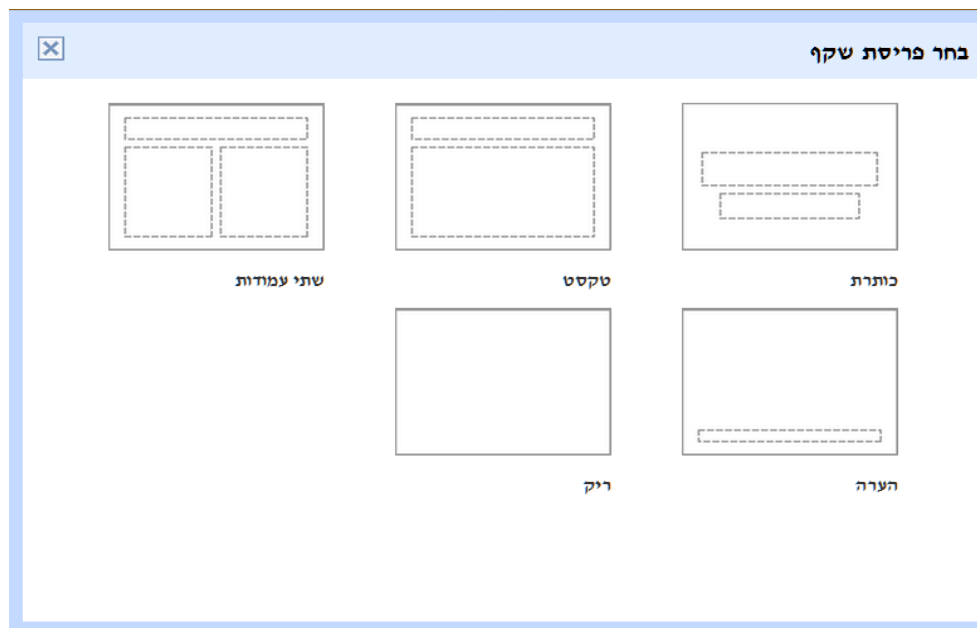 בחר פריסת שקף
כותרת
טקסט
שתי עמודות
הערה
ריק